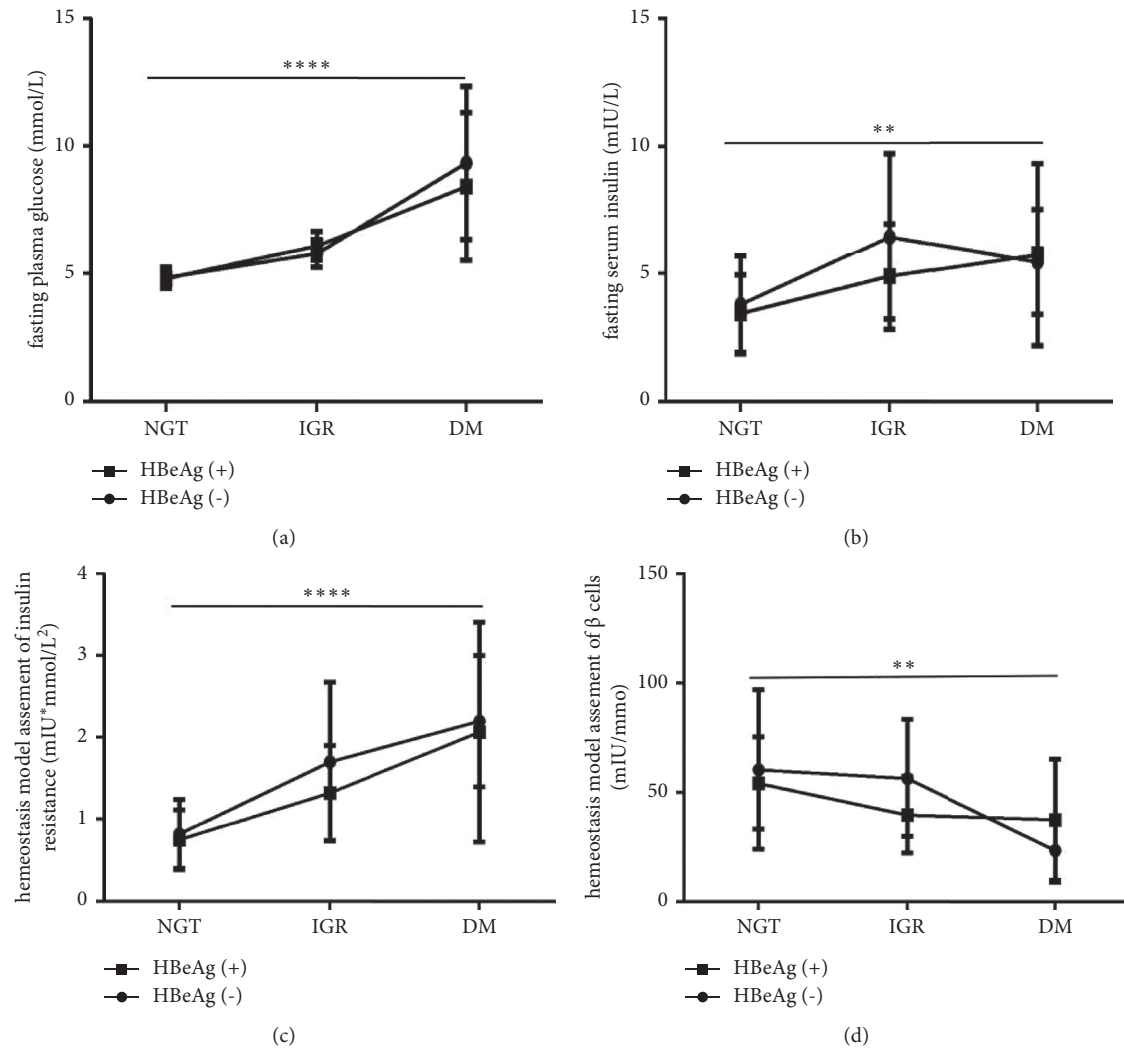 15
10
5
0
fasting plasma glucose (mmol/L)
****
NGT IGR DM
HBeAg (+)
HBeAg (-)
(a)
15
10
5
0
fasting serum insulin (mIU/L)
**
NGT IGR DM
HBeAg (+)
HBeAg (-)
(b)
4
3
2
1
0
hemeostasis model assement of insulin
resistance (mIU*mmol/L²)
****
NGT IGR DM
HBeAg (+)
HBeAg (-)
(c)
150
100
50
0
hemeostasis model assement of β cells
(mIU/mmo)
**
NGT IGR DM
HBeAg (+)
HBeAg (-)
(d)